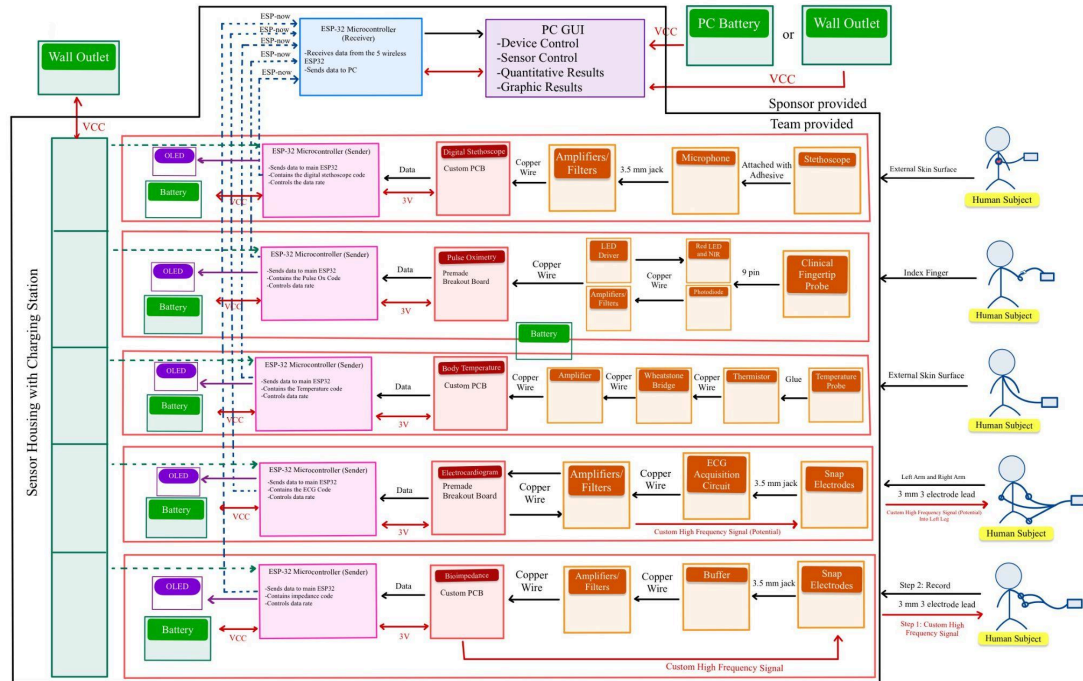 Wall Outlet
VCC
Sensor Housing with Charging Station
ESP-now
ESP-now
ESP-now
ESP-now
ESP-now
ESP-32 Microcontroller
(Receiver)
- Receives data from the 5 wireless
ESP32
- Sends data to PC
PC GUI
-Device Control
-Sensor Control
-Quantitative Results
-Graphic Results
VCC
PC Battery
or
Wall Outlet
VCC
Sponsor provided
Team provided
OLED
Battery
VCC
ESP-32 Microcontroller (Sender)
-Sends data to main ESP32
-Contains the digital stethoscope code
-Controls the data rate
Data
3V
Digital Stethoscope
Custom PCB
Copper
Wire
Amplifiers/
Filters
3.5 mm jack
Microphone
Attached with
Adhesive
Stethoscope
External Skin Surface
Human Subject
OLED
Battery
VCC
ESP-32 Microcontroller (Sender)
-Sends data to main ESP32
-Contains the Pulse Ox Code
-Controls data rate
Data
3V
Pulse Oximetry
Premade
Breakout Board
Copper
Wire
LED
Driver
Amplifiers/
Filters
Copper
Wire
Red LED
and NIR
Photodiode
9 pin
Clinical
Fingertip
Probe
Index Finger
Human Subject
Battery
OLED
Battery
VCC
ESP-32 Microcontroller (Sender)
-Sends data to main ESP32
-Contains the Temperature code
-Controls data rate
Data
3V
Body Temperature
Custom PCB
Copper
Wire
Amplifier
Copper
Wire
Wheatstone
Bridge
Copper
Wire
Thermistor
Glue
Temperature
Probe
External Skin Surface
Human Subject
OLED
Battery
VCC
ESP-32 Microcontroller (Sender)
-Sends data to main ESP32
-Contains the ECG Code
-Controls data rate
Data
3V
Electrocardiogram
Premade
Breakout Board
Copper
Wire
Amplifiers/
Filters
Copper
Wire
ECG
Acquisition
Circuit
3.5 mm jack
Snap
Electrodes
Custom High Frequency Signal (Potential)
Left Arm and Right Arm
3 mm 3 electrode lead
Custom High Frequency Signal (Potential)
Into Left Leg
Human Subject
OLED
Battery
VCC
ESP-32 Microcontroller (Sender)
-Sends data to main ESP32
-Contains impedance code
-Controls data rate
Data
3V
Bioimpedance
Custom PCB
Copper
Wire
Amplifiers/
Filters
Copper
Wire
Buffer
3.5 mm jack
Snap
Electrodes
Custom High Frequency Signal
Step 2: Record
3 mm 3 electrode lead
Step 1: Custom High
Frequency Signal
Human Subject